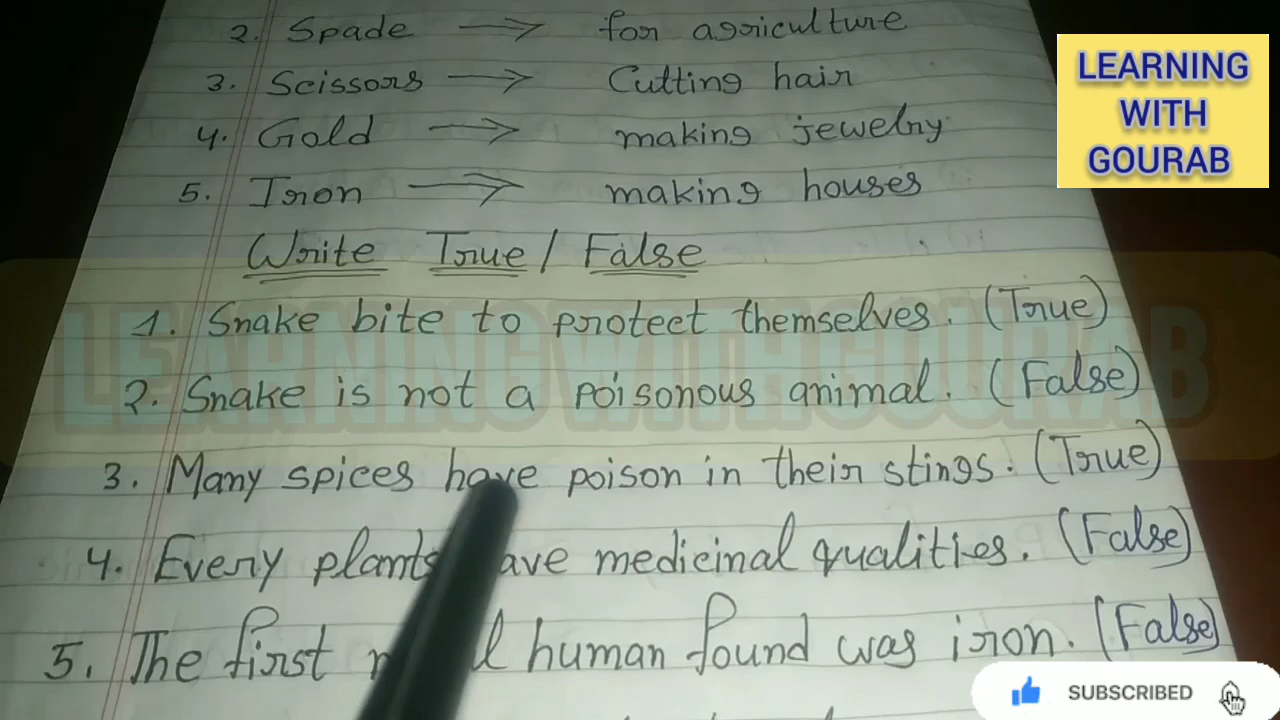 2. Spade → for agriculture
3. Scissors → Cutting hair
4. Gold → making jewelry
5. Iron → making houses
Write True / False
1. Snake bite to protect themselves. (True)
2. Snake is not a poisonous animal. (False)
3. Many spices have poison in their stings. (True)
4. Every plants ave medicinal qualities. (False)
5. The first human found was iron. (False)
LEARNING
WITH
GOURAB
LEARNING WITH GOURAB
SUBSCRIBED